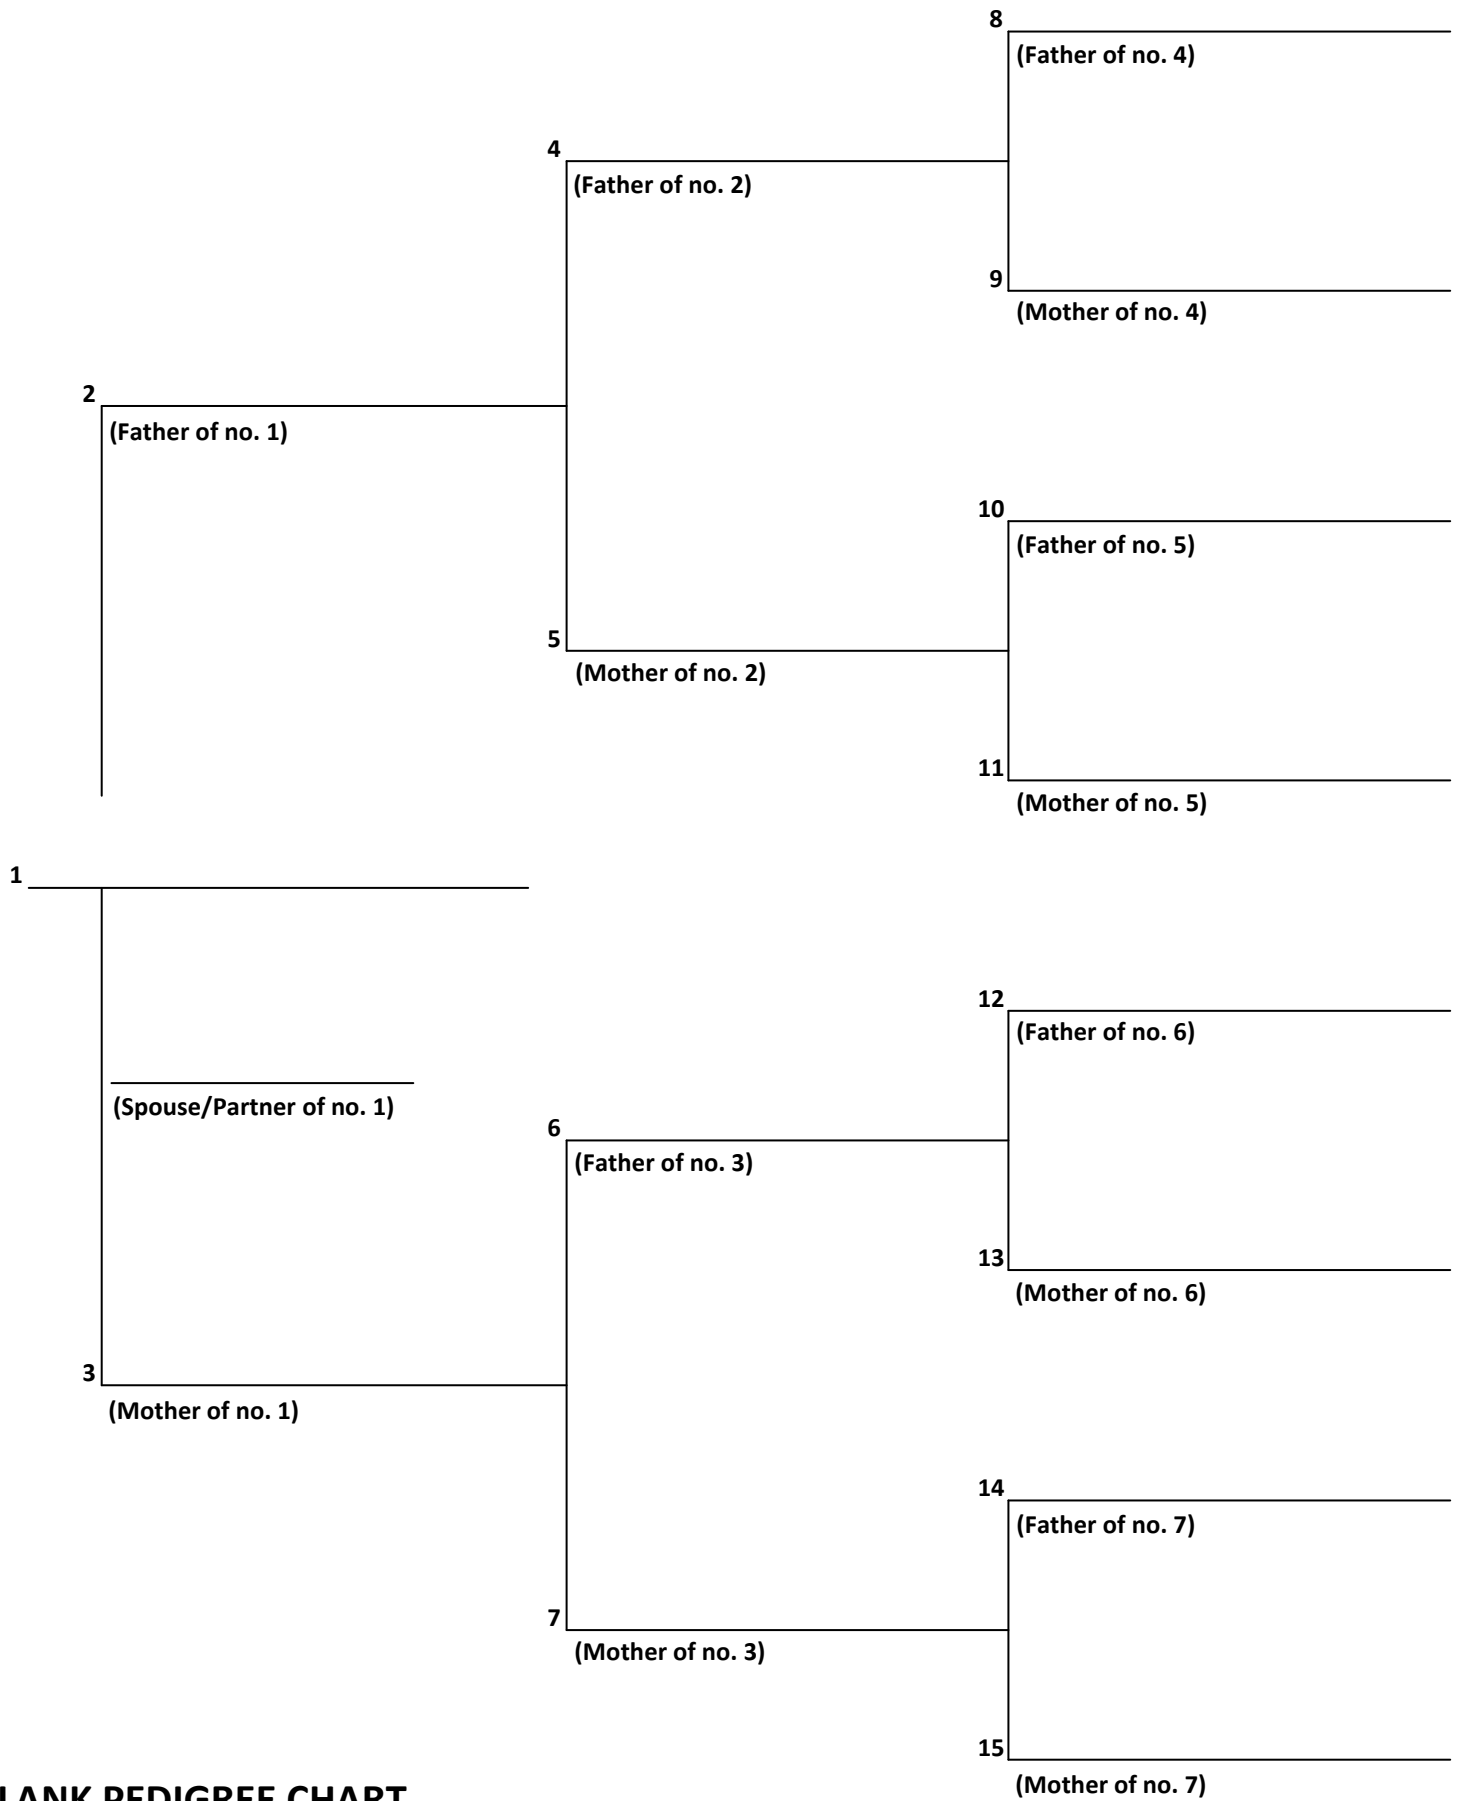 8
(Father of no. 4)
4
(Father of no. 2)
9
(Mother of no. 4)
2
(Father of no. 1)
10
(Father of no. 5)
5
(Mother of no. 2)
11
(Mother of no. 5)
1
12
(Father of no. 6)
(Spouse/Partner of no. 1)
6
(Father of no. 3)
13
(Mother of no. 6)
3
(Mother of no. 1)
14
(Father of no. 7)
7
(Mother of no. 3)
15
(Mother of no. 7)
LANK PEDIGREE CHART